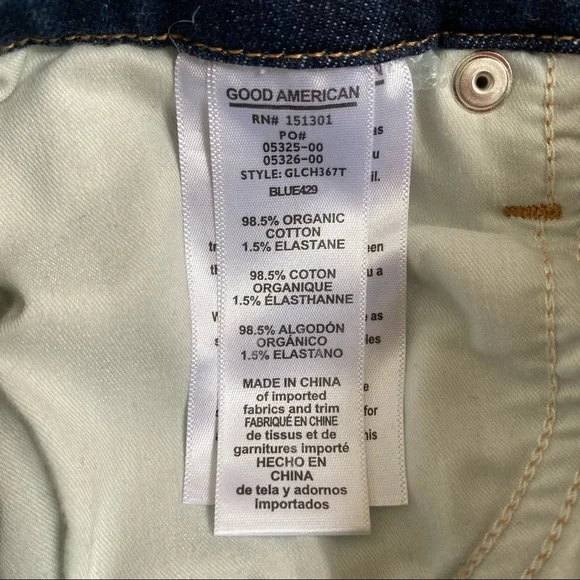 GOOD AMERICAN
RN# 151301
PO#
05325-00
05326-00
STYLE: GLCH367T
BLUE429
98.5% ORGANIC
COTTON
1.5% ELASTANE
98.5% COTON
ORGANIQUE
1.5% ÉLASTHANNE
98.5% ALGODÓN
ORGÁNICO
1.5% ELASTANO
MADE IN CHINA
of imported
fabrics and trim
FABRIQUÉ EN CHINE
de tissus et de
garnitures importé
HECHO EN
CHINA
de tela y adornos
importados